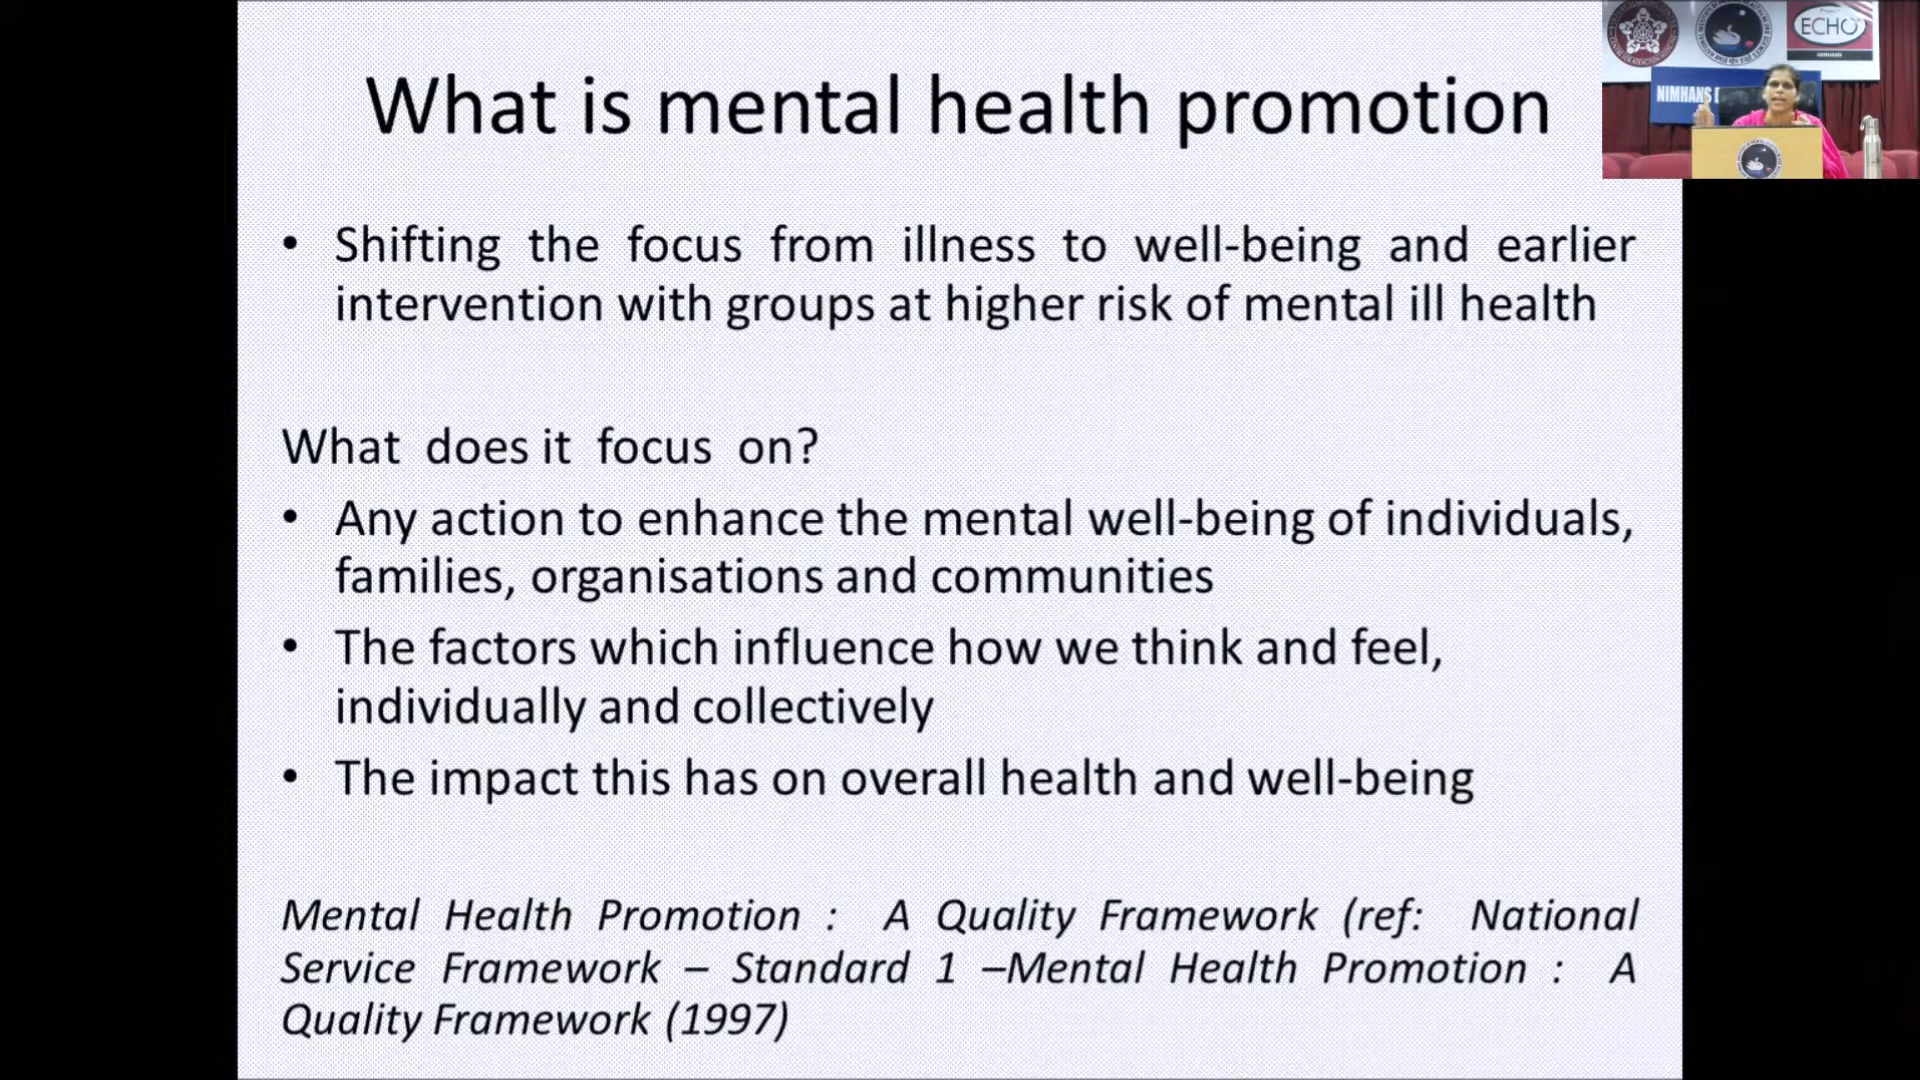 What is mental health promotion
• Shifting the focus from illness to well-being and earlier
intervention with groups at higher risk of mental ill health
What does it focus on?
• Any action to enhance the mental well-being of individuals,
families, organisations and communities
• The factors which influence how we think and feel,
individually and collectively
• The impact this has on overall health and well-being
Mental Health Promotion : A Quality Framework (ref: National
Service Framework – Standard 1 –Mental Health Promotion : A
Quality Framework (1997)
ECHO
NIMHANS